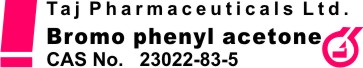 Taj Pharmaceuticals Ltd.
Bromo phenyl acetone
CAS No. 23022-83-5